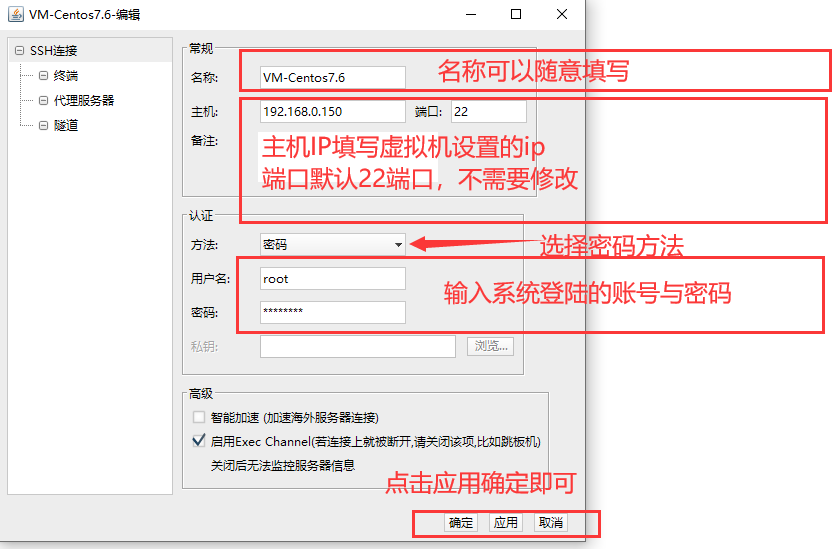 VM-Centos7.6-编辑
SSH连接
终端
代理服务器
隧道
常规
名称: VM-Centos7.6 名称可以随意填写
主机: 192.168.0.150 端口: 22
备注:
主机IP填写虚拟机设置的ip
端口默认22端口，不需要修改
认证
方法: 密码 选择密码方法
用户名: root 输入系统登陆的账号与密码
密码: ********
私钥: 浏览...
高级
智能加速 (加速海外服务器连接)
启用Exec Channel(若连接上就被断开,请关闭该项,比如跳板机)
关闭后无法监控服务器信息
点击应用确定即可
确定 应用 取消